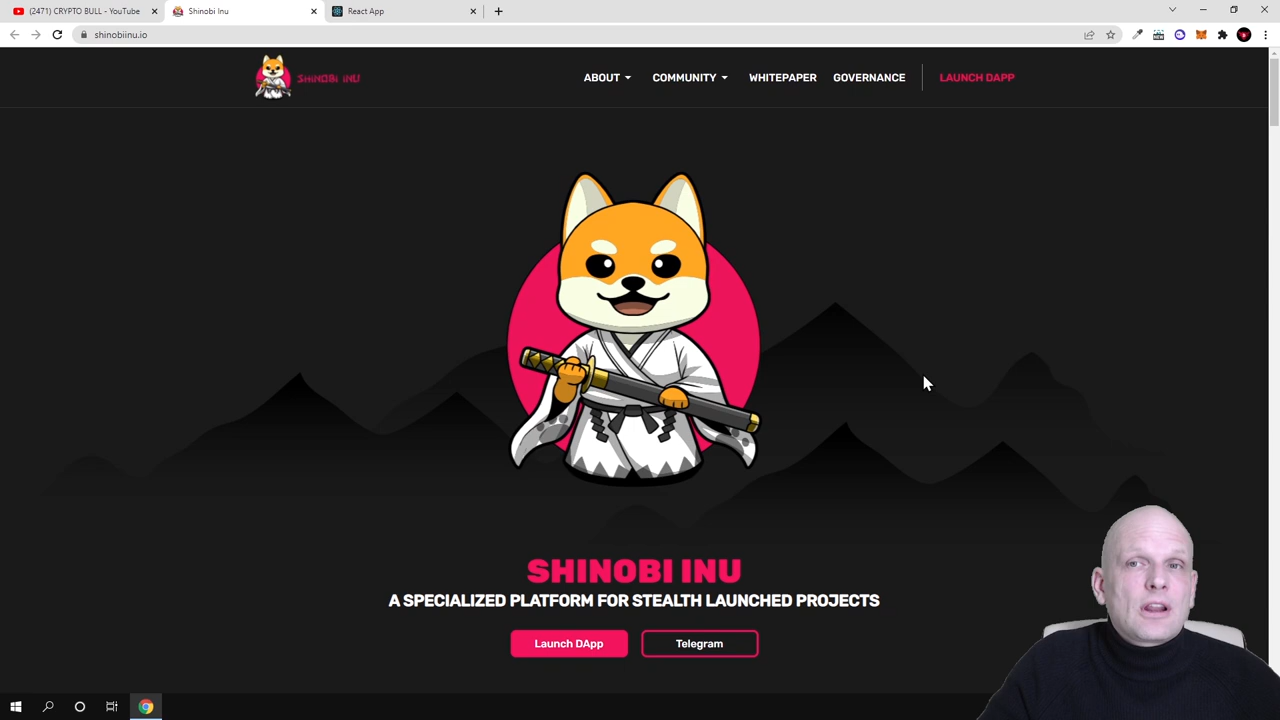 (2471) CRYPTO BULL - YouTube
Shinobi Inu
React App
shinobiinu.io
SHINOBI INU
ABOUT
COMMUNITY
WHITEPAPER
GOVERNANCE
LAUNCH DAPP
SHINOBI INU
A SPECIALIZED PLATFORM FOR STEALTH LAUNCHED PROJECTS
Launch DApp
Telegram